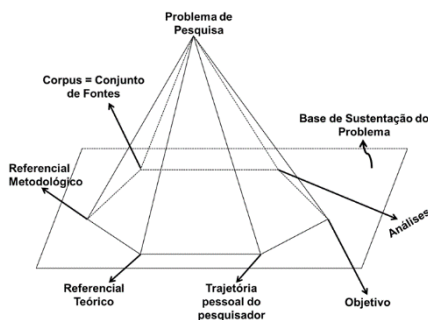 Problema de
Pesquisa
Corpus = Conjunto
de Fontes
Base de Sustentação do
Problema
Referencial
Metodológico
Análises
Referencial
Teórico
Trajetória
pessoal do
pesquisador
Objetivo